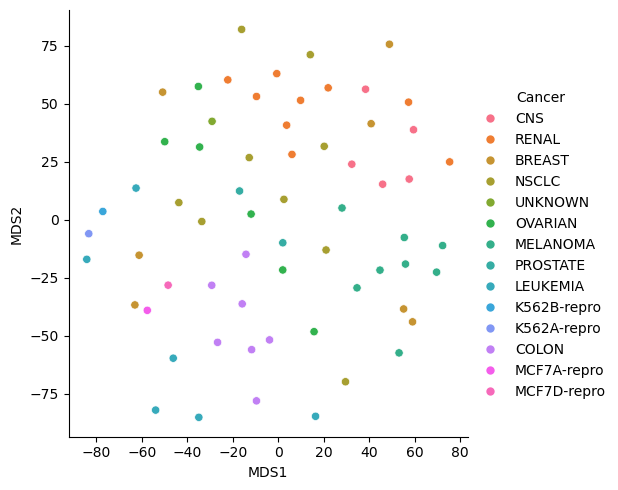 75
50
25
0
−25
−50
−75
MDS2
−80
−60
−40
−20
0
20
40
60
80
MDS1
Cancer
CNS
RENAL
BREAST
NSCLC
UNKNOWN
OVARIAN
MELANOMA
PROSTATE
LEUKEMIA
K562B-repro
K562A-repro
COLON
MCF7A-repro
MCF7D-repro